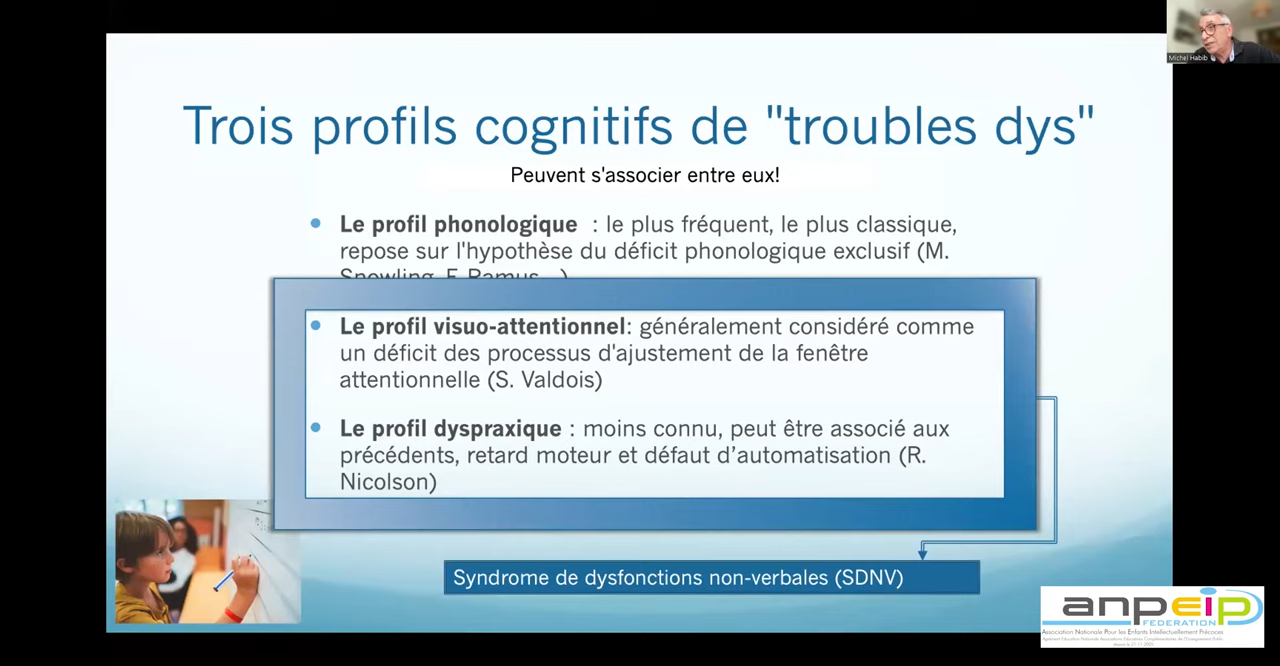 Michel Habib
Trois profils cognitifs de "troubles dys"
Peuvent s'associer entre eux!
Le profil phonologique : le plus fréquent, le plus classique,
repose sur l'hypothèse du déficit phonologique exclusif (M.
Snowling, F. Ramus...)
Le profil visuo-attentionnel: généralement considéré comme
un déficit des processus d'ajustement de la fenêtre
attentionnelle (S. Valdois)
Le profil dyspraxique : moins connu, peut être associé aux
précédents, retard moteur et défaut d’automatisation (R.
Nicolson)
Syndrome de dysfonctions non-verbales (SDNV)
anpeip
FEDERATION
Association Nationale Pour les Enfants Intellectuellement Précoces